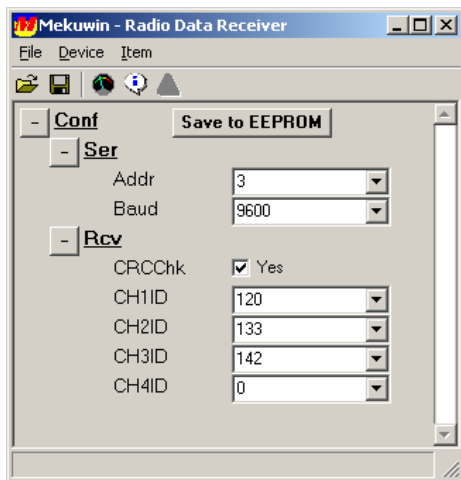 Mekuwin - Radio Data Receiver
File Device Item
Conf Save to EEPROM
Ser
Addr 3
Baud 9600
Rcv
CRCChk Yes
CH1ID 120
CH2ID 133
CH3ID 142
CH4ID 0